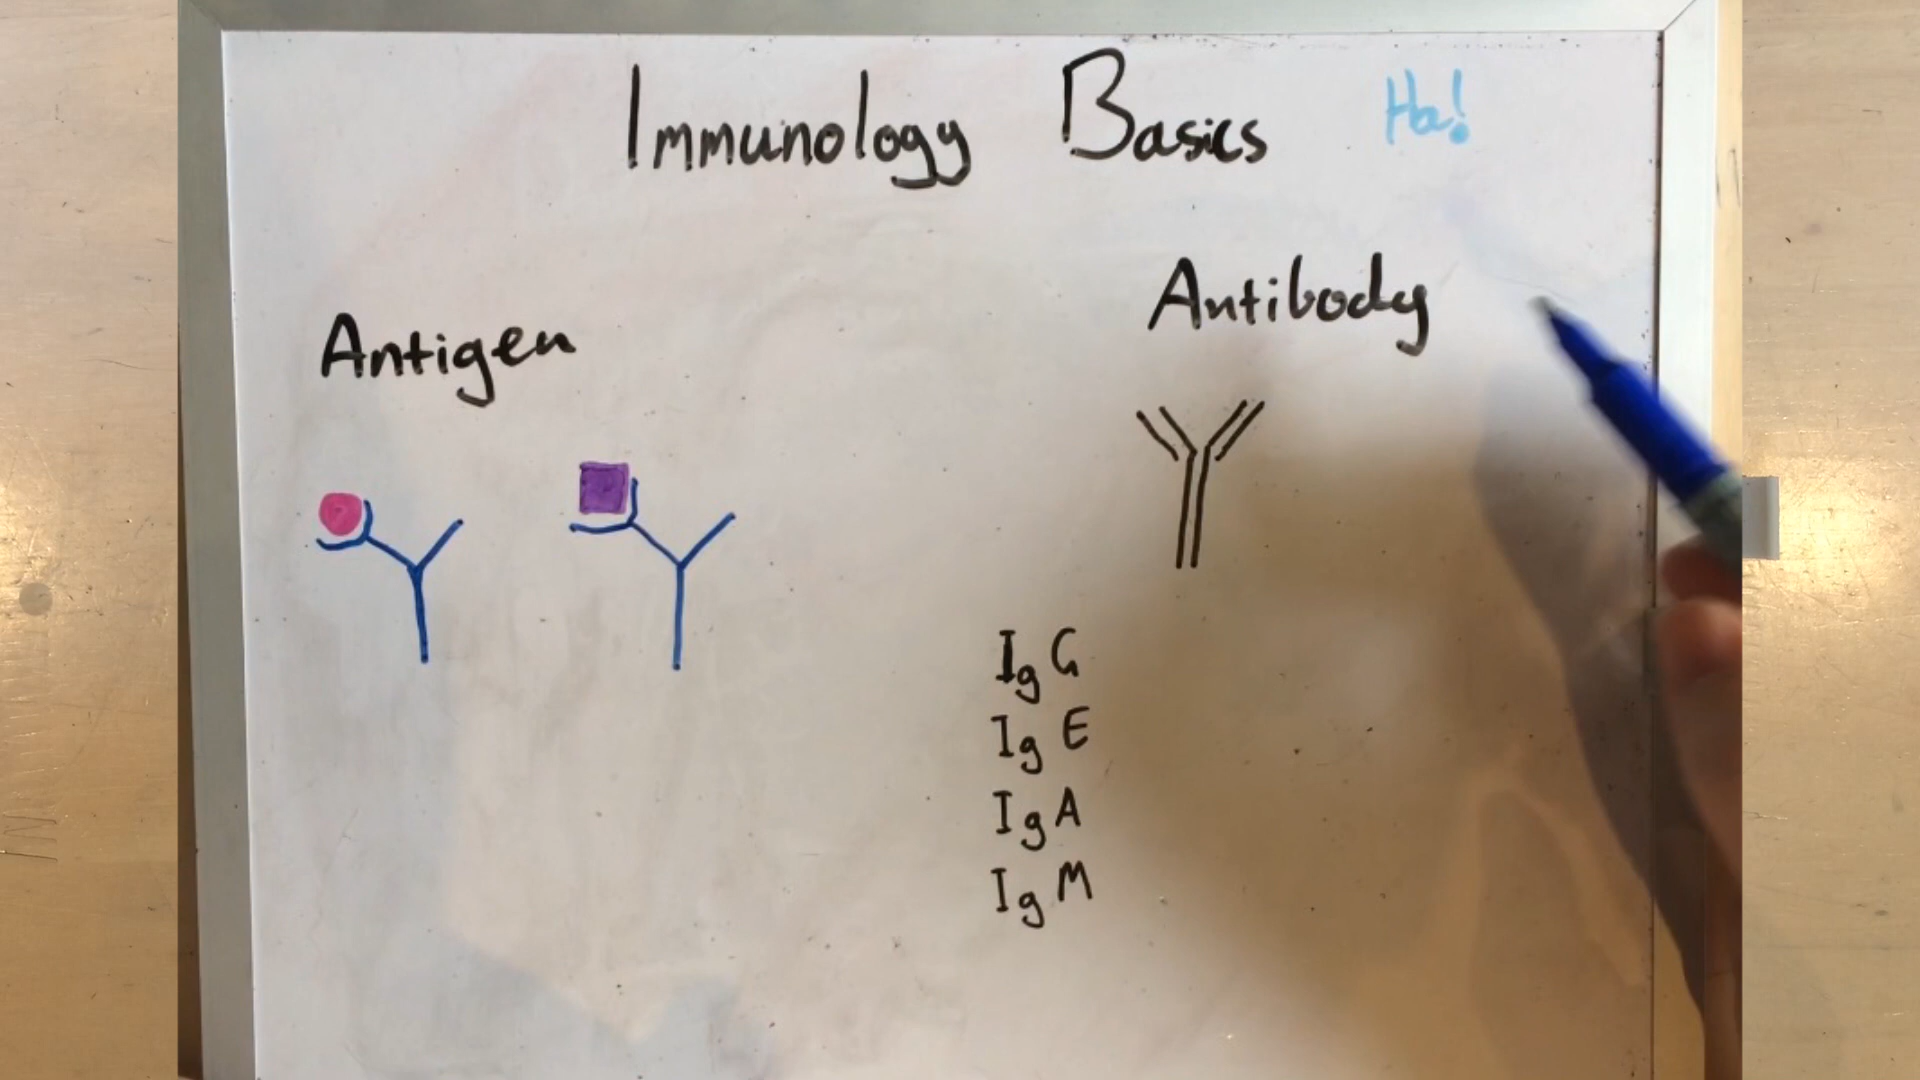 Immunology Basics Ha!
Antigen
Antibody
IgG
IgE
IgA
IgM